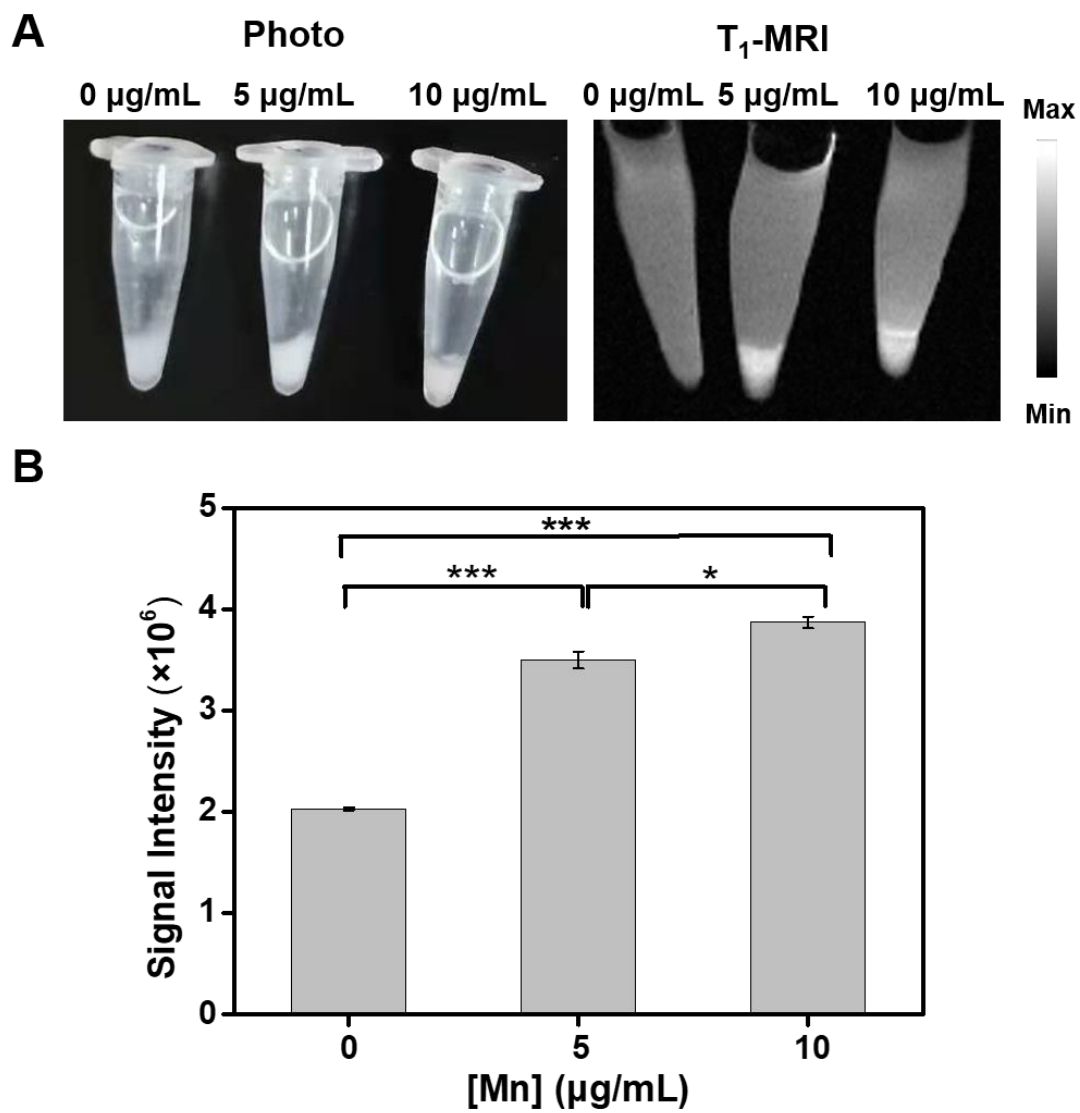 A
Photo
T₁-MRI
0 µg/mL 5 µg/mL 10 µg/mL
0 µg/mL 5 µg/mL 10 µg/mL
Max
Min
B
***
***
*
5
4
3
2
1
0
Signal Intensity (×10⁶)
0 5 10
[Mn] (µg/mL)